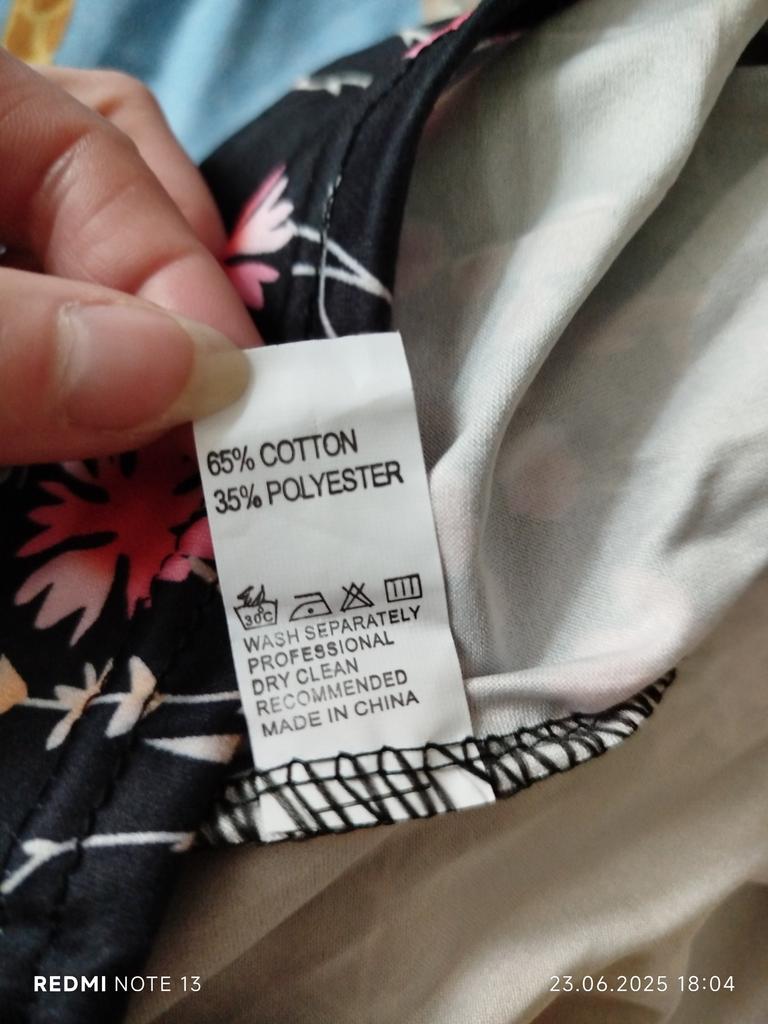 65% COTTON
35% POLYESTER
30C
WASH SEPARATELY
PROFESSIONAL
DRY CLEAN
RECOMMENDED
MADE IN CHINA
REDMI NOTE 13
23.06.2025 18:04